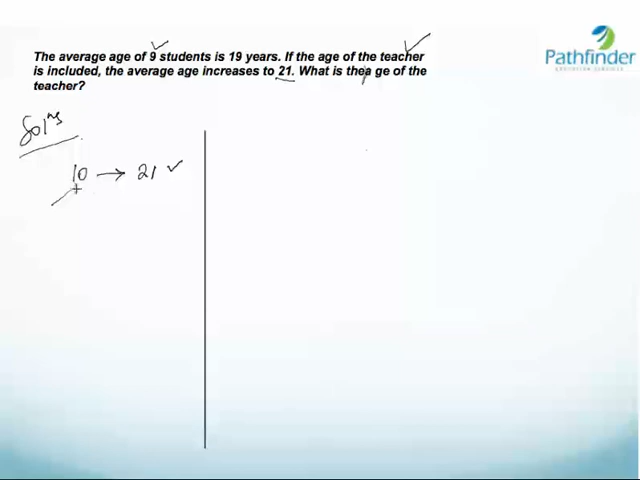 Pathfinder
The average age of 9 students is 19 years. If the age of the teacher
is included, the average age increases to 21. What is thea ge of the
teacher?
Solns
10 → 21 ✓